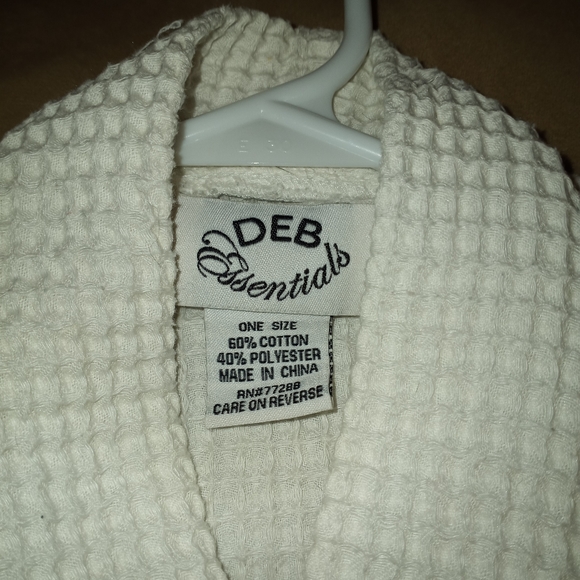 DEB
Essentials
ONE SIZE
60% COTTON
40% POLYESTER
MADE IN CHINA
RN#77288
CARE ON REVERSE